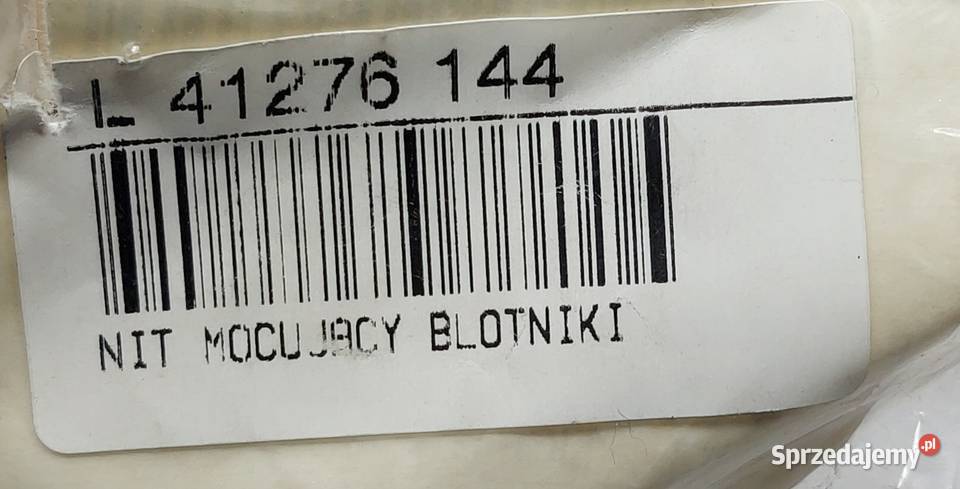 L 41276 144
NIT MOCUJACY BLOTNIKI
Sprzedajemy.pl